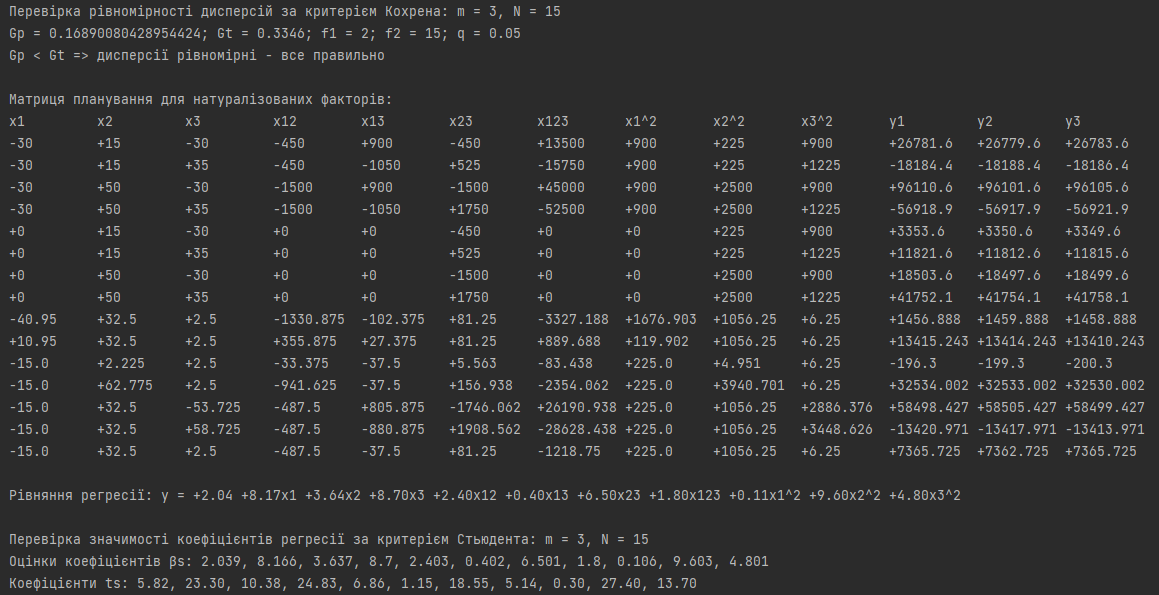 Перевірка рівномірності дисперсій за критерієм Кохрена: m = 3, N = 15
Gp = 0.16890080428954424; Gt = 0.3346; f1 = 2; f2 = 15; q = 0.05
Gp < Gt => дисперсії рівномірні - все правильно
Матриця планування для натуралізованих факторів:
x1 x2 x3 x12 x13 x23 x123 x1^2 x2^2 x3^2 y1 y2 y3
-30 +15 -30 -450 +900 -450 +13500 +900 +225 +900 +26781.6 +26779.6 +26783.6
-30 +15 +35 -450 -1050 +525 -15750 +900 +225 +1225 -18184.4 -18188.4 -18186.4
-30 +50 -30 -1500 +900 -1500 +45000 +900 +2500 +900 +96110.6 +96101.6 +96105.6
-30 +50 +35 -1500 -1050 +1750 -52500 +900 +2500 +1225 -56918.9 -56917.9 -56921.9
+0 +15 -30 +0 +0 -450 +0 +0 +225 +900 +3353.6 +3350.6 +3349.6
+0 +15 +35 +0 +0 +525 +0 +0 +225 +1225 +11821.6 +11812.6 +11815.6
+0 +50 -30 +0 +0 -1500 +0 +0 +2500 +900 +18503.6 +18497.6 +18499.6
+0 +50 +35 +0 +0 +1750 +0 +0 +2500 +1225 +41752.1 +41754.1 +41758.1
-40.95 +32.5 +2.5 -1330.875 -102.375 +81.25 -3327.188 +1676.903 +1056.25 +6.25 +1456.888 +1459.888 +1458.888
+10.95 +32.5 +2.5 +355.875 +27.375 +81.25 +889.688 +119.902 +1056.25 +6.25 +13415.243 +13414.243 +13410.243
-15.0 +2.225 +2.5 -33.375 -37.5 +5.563 -83.438 +225.0 +4.951 +6.25 -196.3 -199.3 -200.3
-15.0 +62.775 +2.5 -941.625 -37.5 +156.938 -2354.062 +225.0 +3940.701 +6.25 +32534.002 +32533.002 +32530.002
-15.0 +32.5 -53.725 -487.5 +805.875 -1746.062 +26190.938 +225.0 +1056.25 +2886.376 +58498.427 +58505.427 +58499.427
-15.0 +32.5 +58.725 -487.5 -880.875 +1908.562 -28628.438 +225.0 +1056.25 +3448.626 -13420.971 -13417.971 -13413.971
-15.0 +32.5 +2.5 -487.5 -37.5 +81.25 -1218.75 +225.0 +1056.25 +6.25 +7365.725 +7362.725 +7365.725
Рівняння регресії: y = +2.04 +8.17x1 +3.64x2 +8.70x3 +2.40x12 +0.40x13 +6.50x23 +1.80x123 +0.11x1^2 +9.60x2^2 +4.80x3^2
Перевірка значимості коефіцієнтів регресії за критерієм Стьюдента: m = 3, N = 15
Оцінки коефіцієнтів βs: 2.039, 8.166, 3.637, 8.7, 2.403, 0.402, 6.501, 1.8, 0.106, 9.603, 4.801
Коефіцієнти ts: 5.82, 23.30, 10.38, 24.83, 6.86, 1.15, 18.55, 5.14, 0.30, 27.40, 13.70